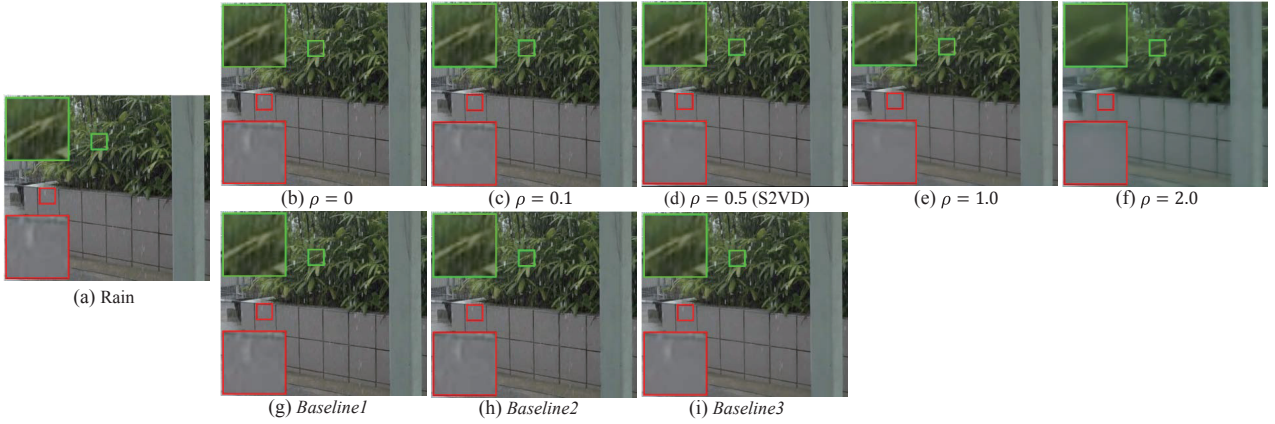 (a) Rain
(b) ρ = 0
(c) ρ = 0.1
(d) ρ = 0.5 (S2VD)
(e) ρ = 1.0
(f) ρ = 2.0
(g) Baseline1
(h) Baseline2
(i) Baseline3